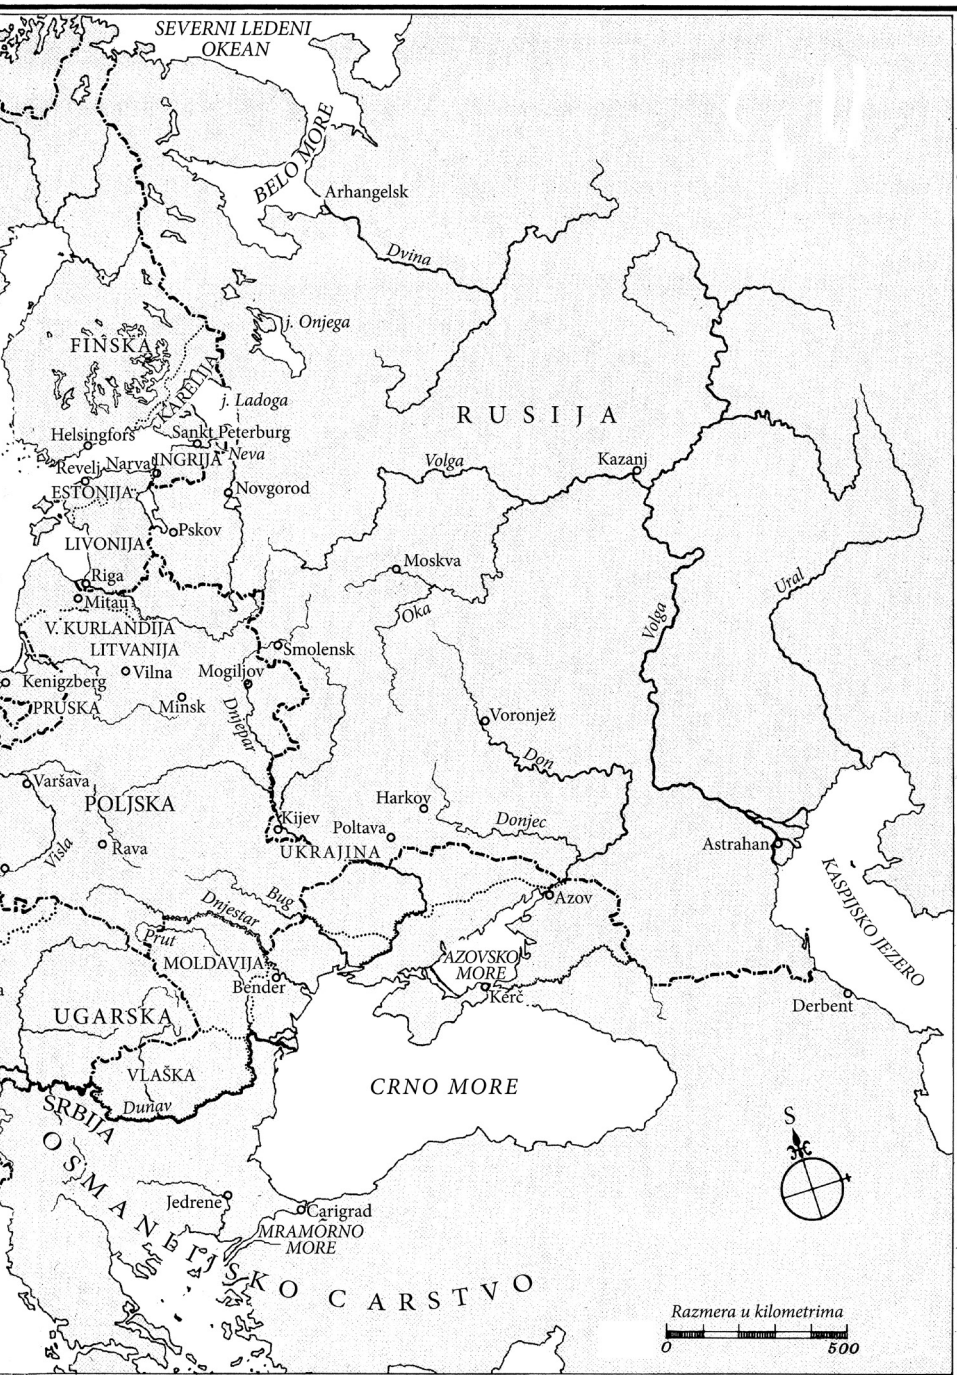 SEVERNI LEDENI
OKEAN
BELO MORE
Arhangelsk
Dvina
j. Onjega
FINSKA
KARELIJA
j. Ladoga
RUSIJA
Helsingfors
Sankt Peterburg
Neva
Revelj
Narva
INGRIJA
Volga
Kazanj
ESTONIJA
Novgorod
Pskov
LIVONIJA
Moskva
Riga
Mitau
Oka
Ural
Volga
V. KURLANDIJA
LITVANIJA
Smolensk
Vilna
Mogiljov
Kenigzberg
PRUSKA
Minsk
Dnjepar
Voronjež
Don
Varšava
POLJSKA
Harkov
Kijev
Poltava
Donjec
Visla
Rava
UKRAJINA
Astrahan
KASPIJSKO JEZERO
Bug
Dnjestar
Azov
Prut
MOLDAVIJA
AZOVSKO
MORE
Bender
Kerč
Derbent
UGARSKA
VLAŠKA
CRNO MORE
SRBIJA
Dunav
S
OSMANLIJSKO CARSTVO
Jedrene
Carigrad
MRAMORNO
MORE
Razmera u kilometrima
0 500